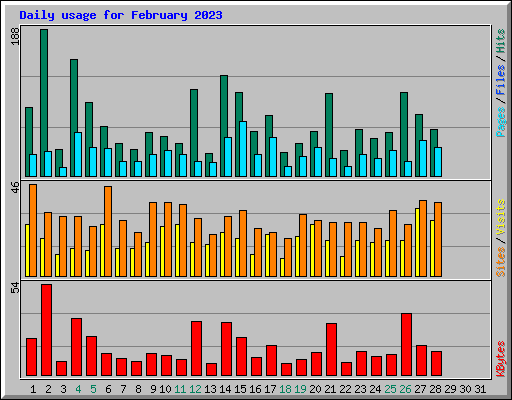 Daily usage for February 2023
188
46
54
Pages / Files / Hits
Sites / Visits
KBytes
1 2 3 4 5 6 7 8 9 10 11 12 13 14 15 16 17 18 19 20 21 22 23 24 25 26 27 28 29 30 31